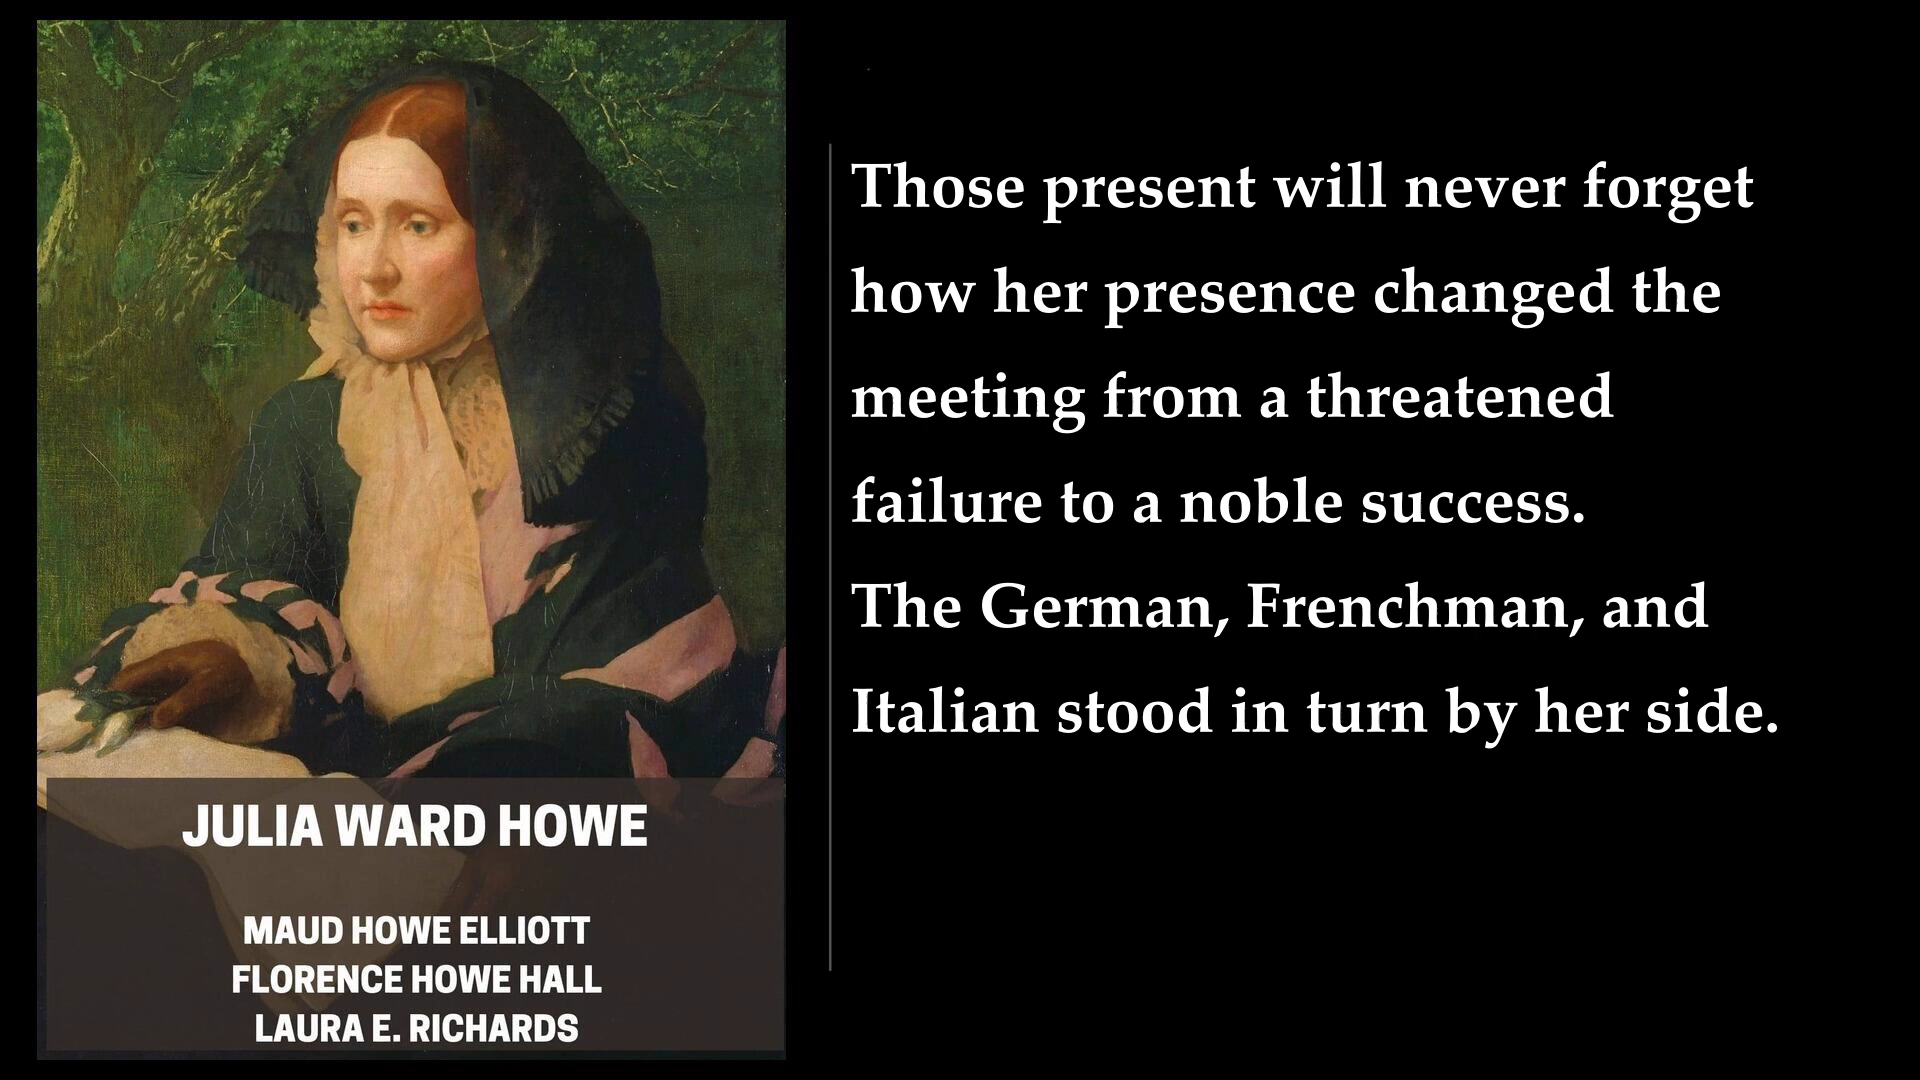 JULIA WARD HOWE
MAUD HOWE ELLIOTT
FLORENCE HOWE HALL
LAURA E. RICHARDS
Those present will never forget
how her presence changed the
meeting from a threatened
failure to a noble success.
The German, Frenchman, and
Italian stood in turn by her side.